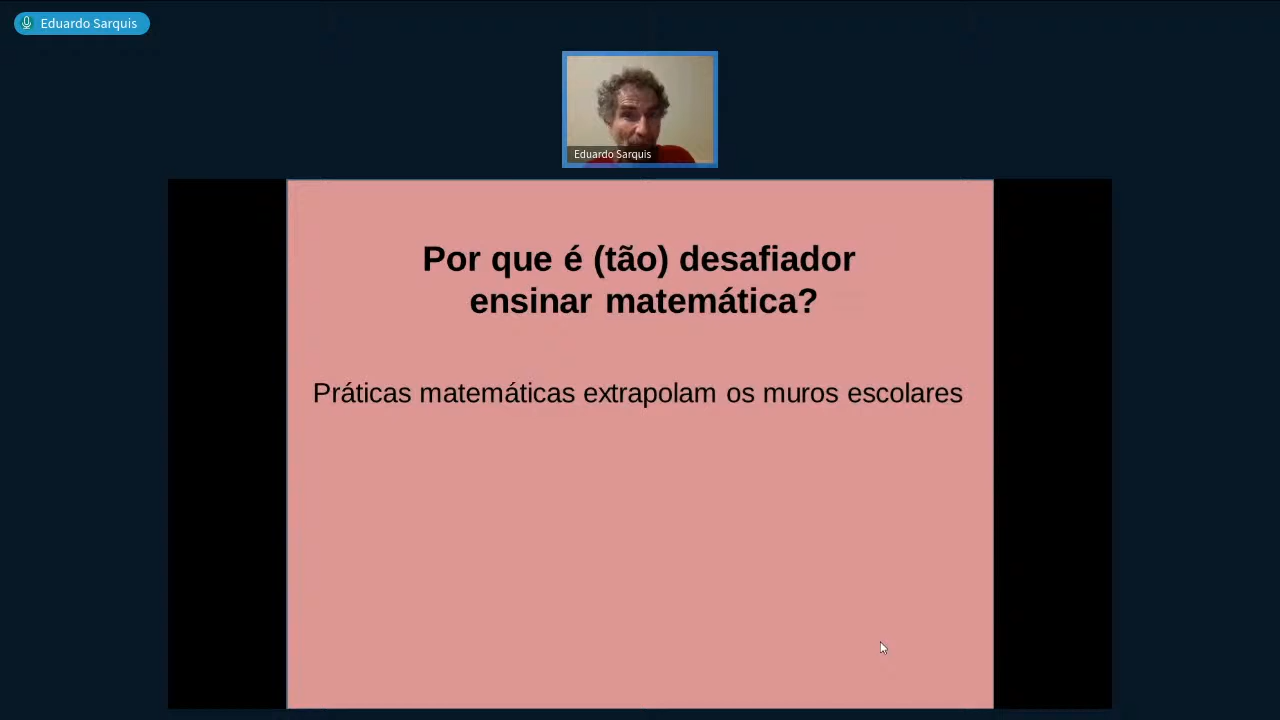 Eduardo Sarquis
Eduardo Sarquis
Por que é (tão) desafiador
ensinar matemática?
Práticas matemáticas extrapolam os muros escolares